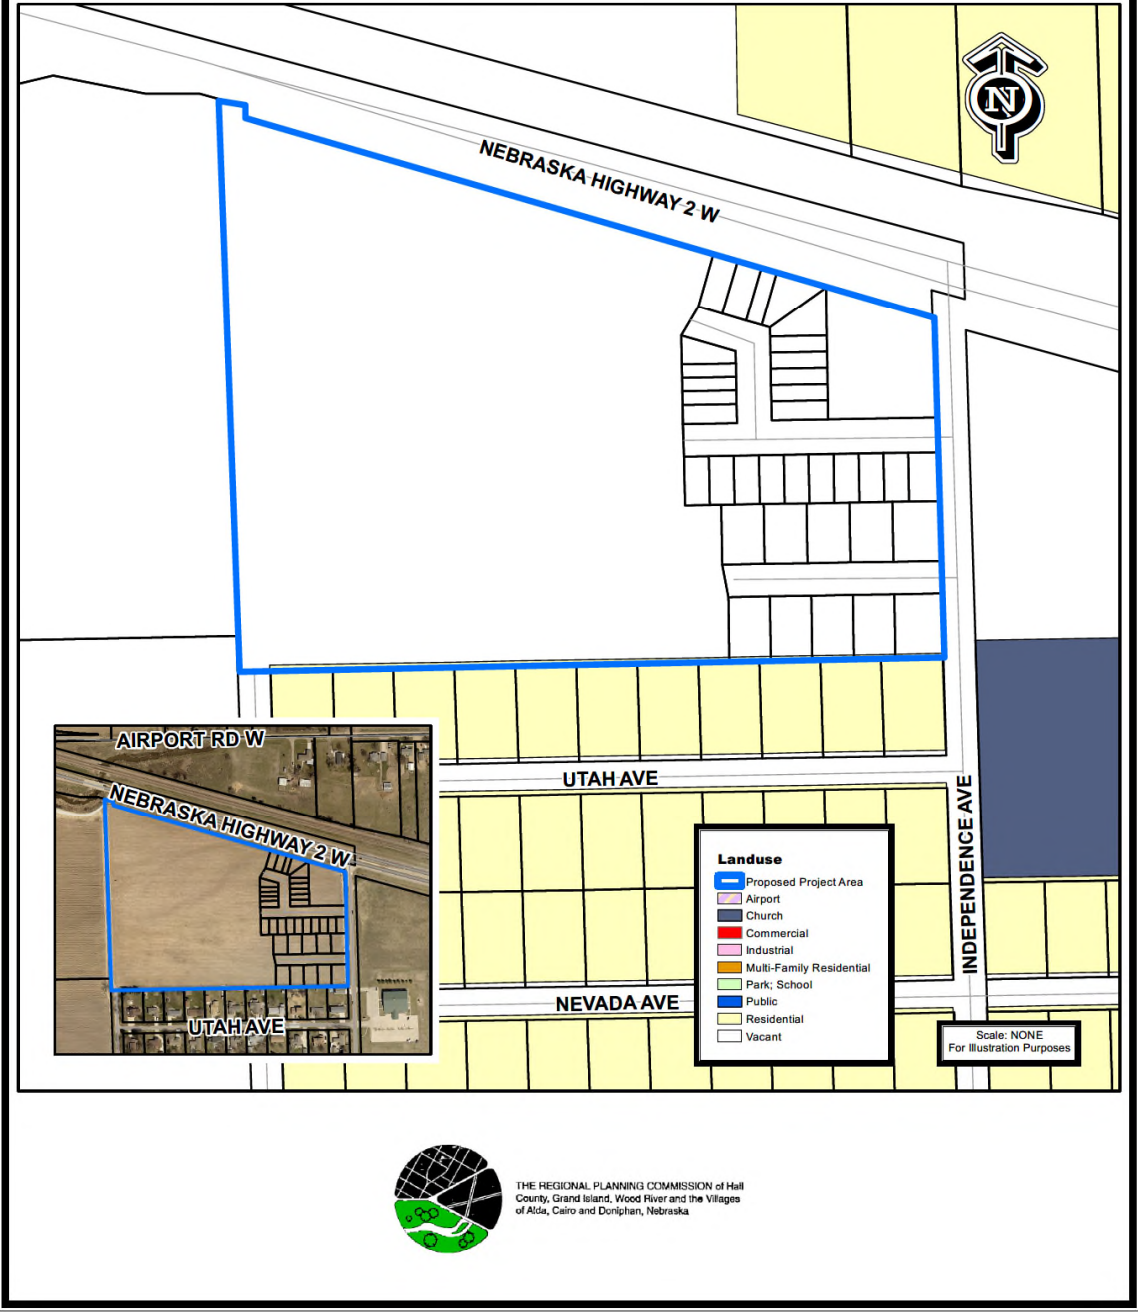 N
NEBRASKA HIGHWAY 2 W
UTAH AVE
INDEPENDENCE AVE
NEVADA AVE
AIRPORT RD W
NEBRASKA HIGHWAY 2 W
UTAH AVE
Landuse
Proposed Project Area
Airport
Church
Commercial
Industrial
Multi-Family Residential
Park; School
Public
Residential
Vacant
Scale: NONE
For Illustration Purposes
THE REGIONAL PLANNING COMMISSION of Hall
County, Grand Island, Wood River and the Villages
of Alda, Cairo and Doniphan, Nebraska